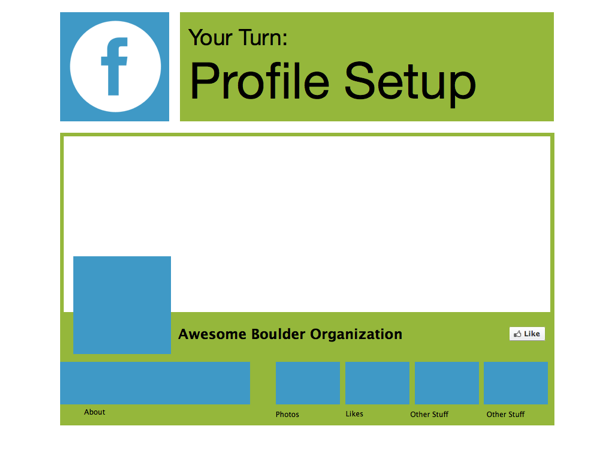 f
Your Turn:
Profile Setup
Awesome Boulder Organization
Like
About
Photos
Likes
Other Stuff
Other Stuff